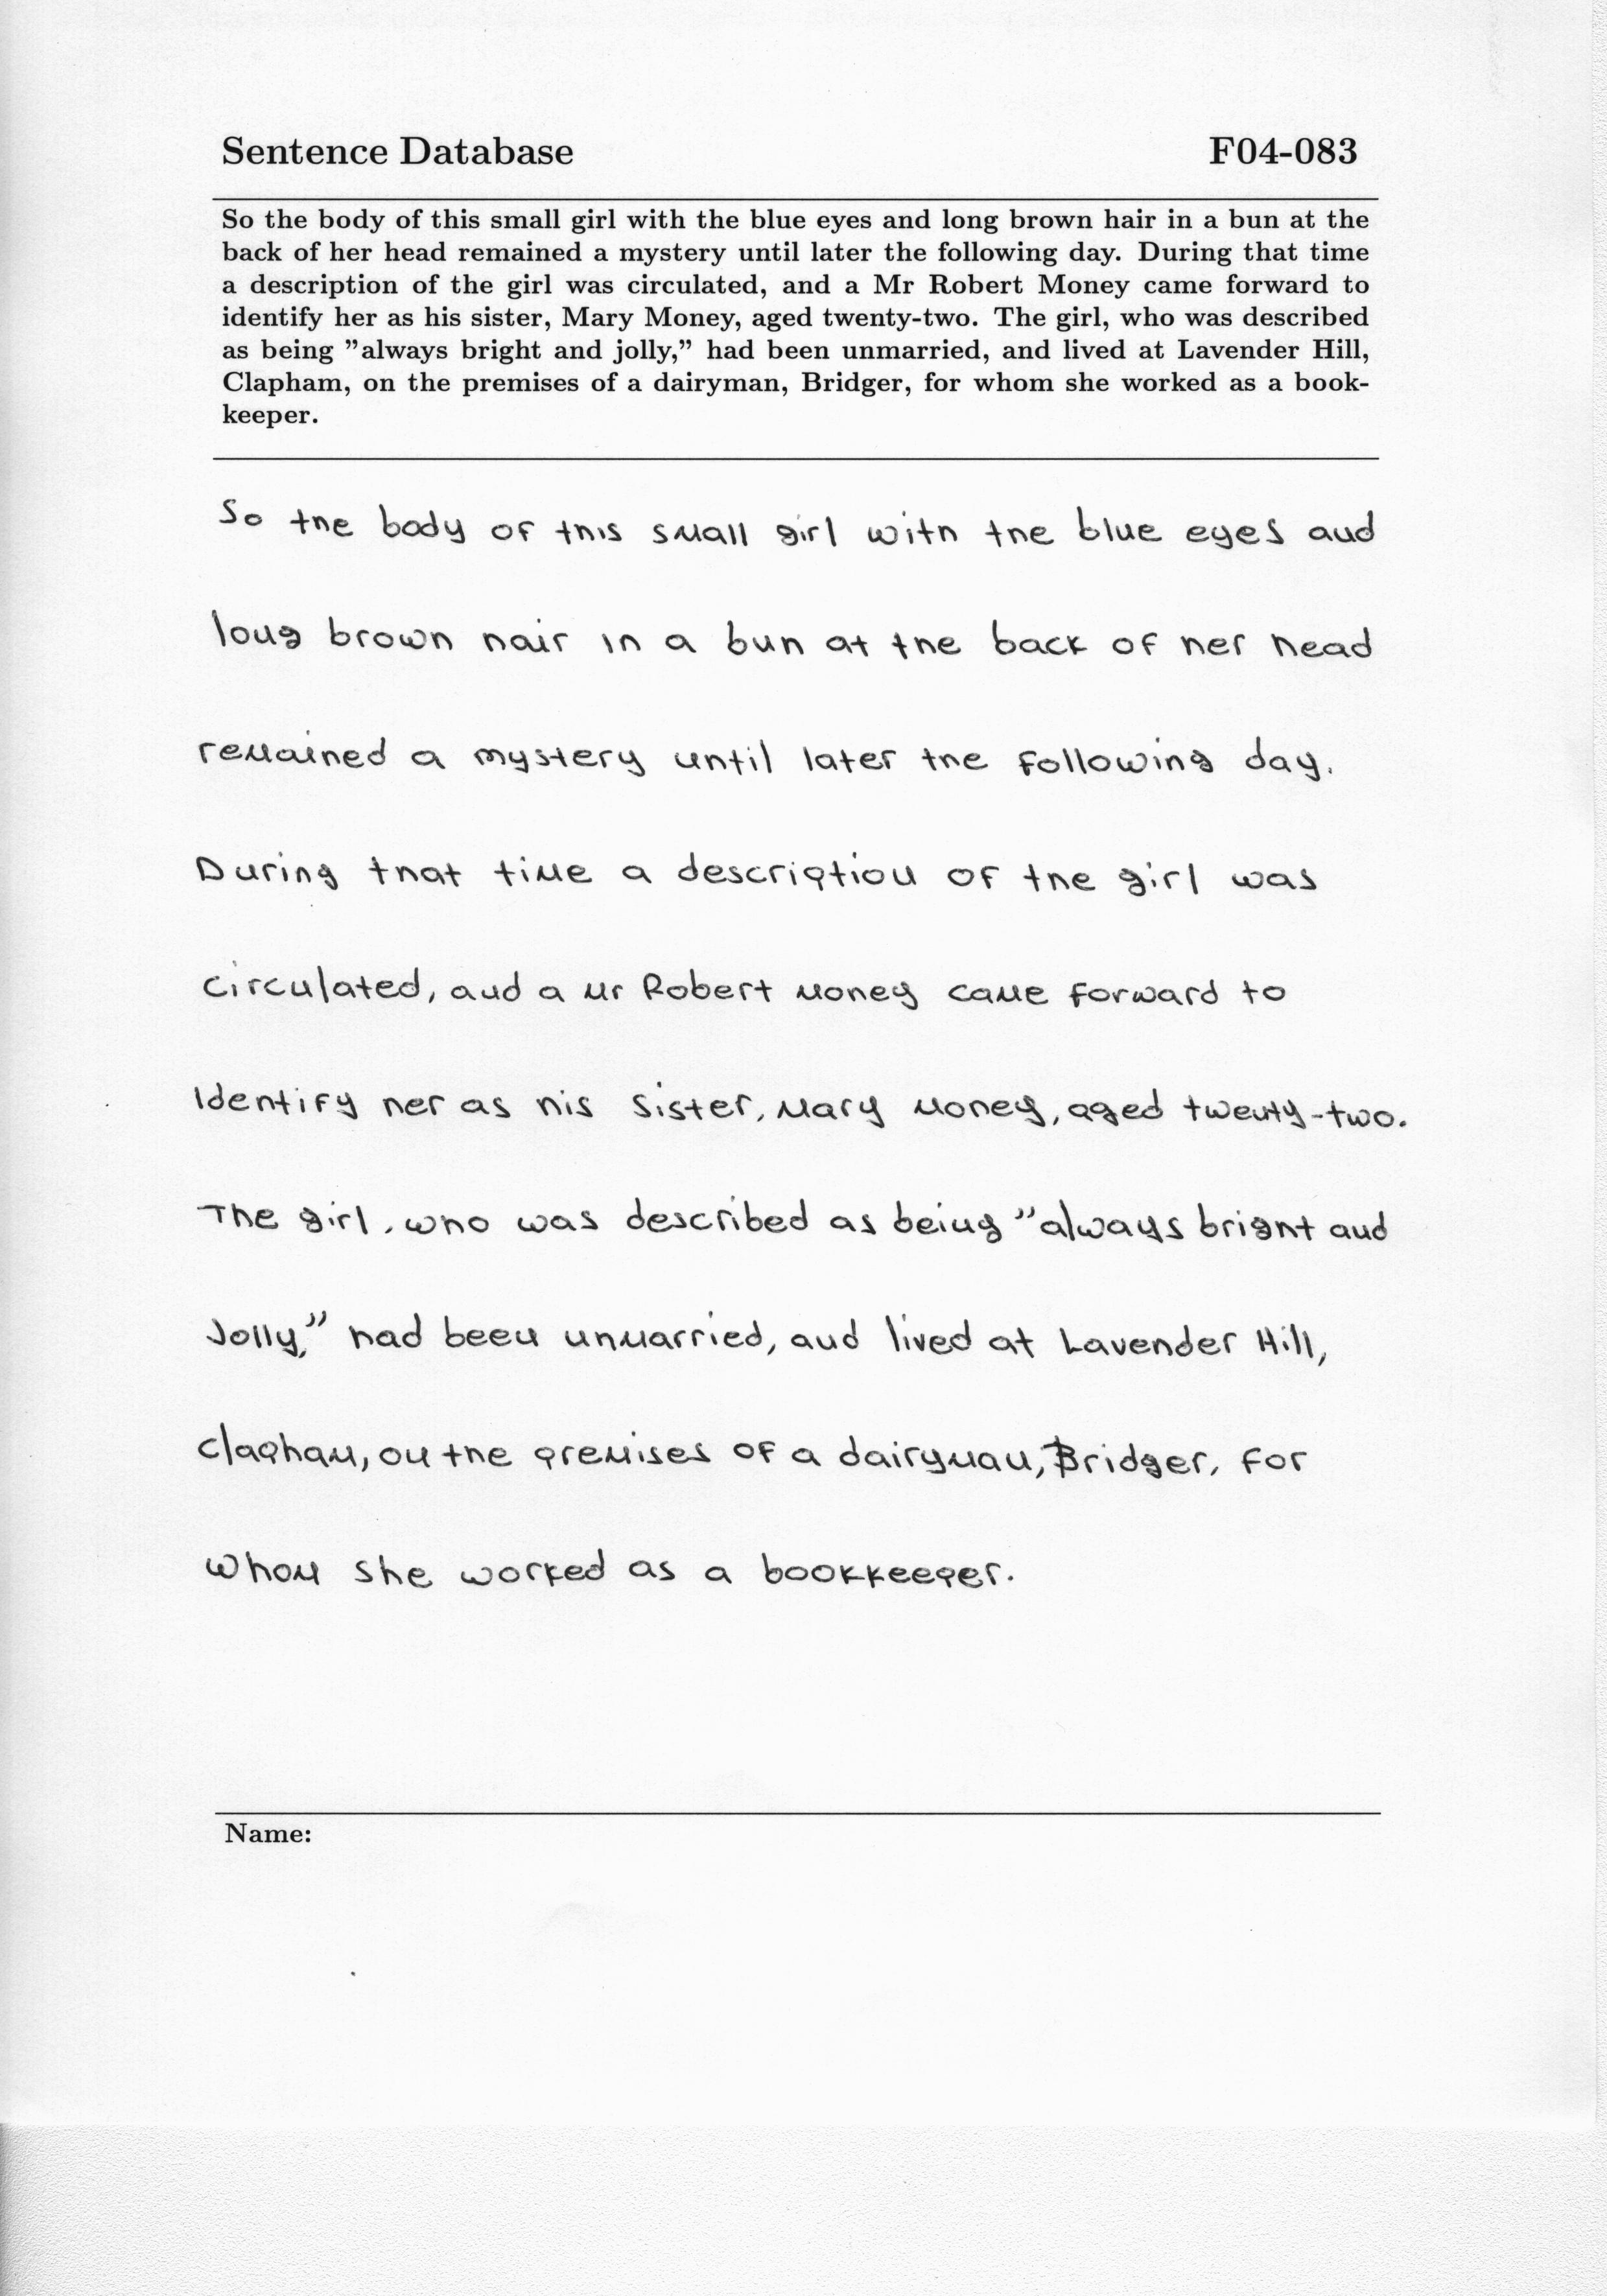 Sentence Database F04-083
So the body of this small girl with the blue eyes and long brown hair in a bun at the
back of her head remained a mystery until later the following day. During that time
a description of the girl was circulated, and a Mr Robert Money came forward to
identify her as his sister, Mary Money, aged twenty-two. The girl, who was described
as being ”always bright and jolly,” had been unmarried, and lived at Lavender Hill,
Clapham, on the premises of a dairyman, Bridger, for whom she worked as a book-
keeper.
So the body of this small girl with the blue eyes and
long brown hair in a bun at the back of her head
remained a mystery until later the following day.
During that time a description of the girl was
circulated, and a Mr Robert Money came forward to
identify her as his sister, Mary Money, aged twenty-two.
The girl, who was described as being ”always bright and
jolly,” had been unmarried, and lived at Lavender Hill,
Clapham, on the premises of a dairyman, Bridger, for
whom she worked as a bookkeeper.
Name: